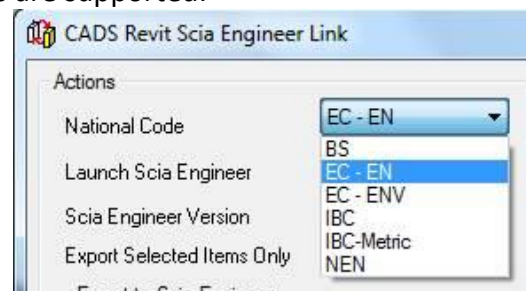 are supported.
CADS Revit Scia Engineer Link
Actions
National Code EC - EN
BS
Launch Scia Engineer EC - EN
EC - ENV
Scia Engineer Version IBC
IBC-Metric
Export Selected Items Only NEN